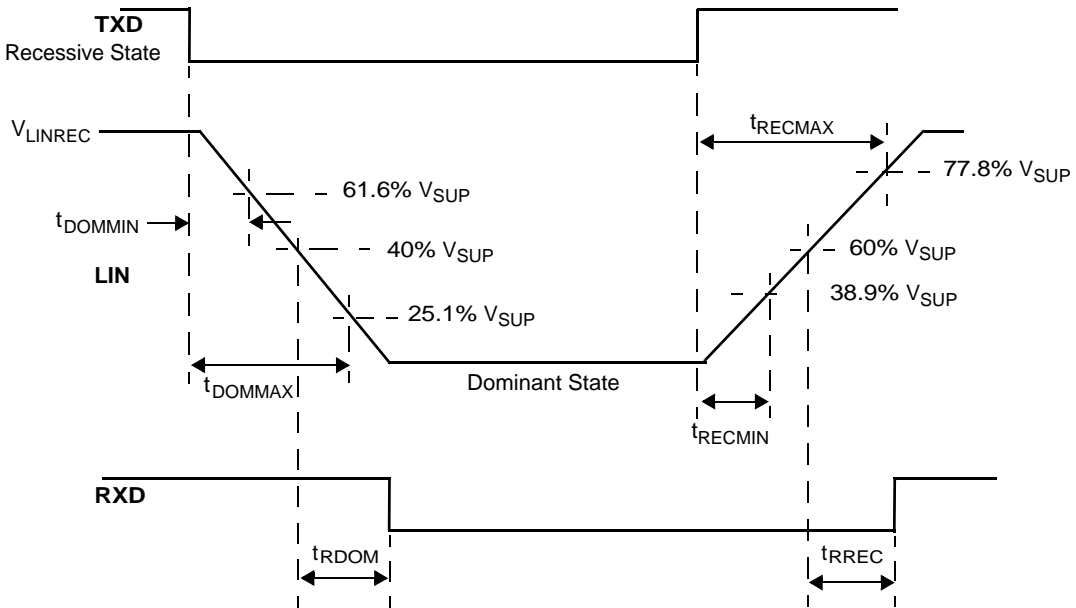 TXD
Recessive State
VLINREC
tRECMAX
77.8% VSUP
61.6% VSUP
tDOMMIN
40% VSUP
60% VSUP
LIN
38.9% VSUP
25.1% VSUP
tDOMMAX
Dominant State
tRECMIN
RXD
tRDOM
tRREC